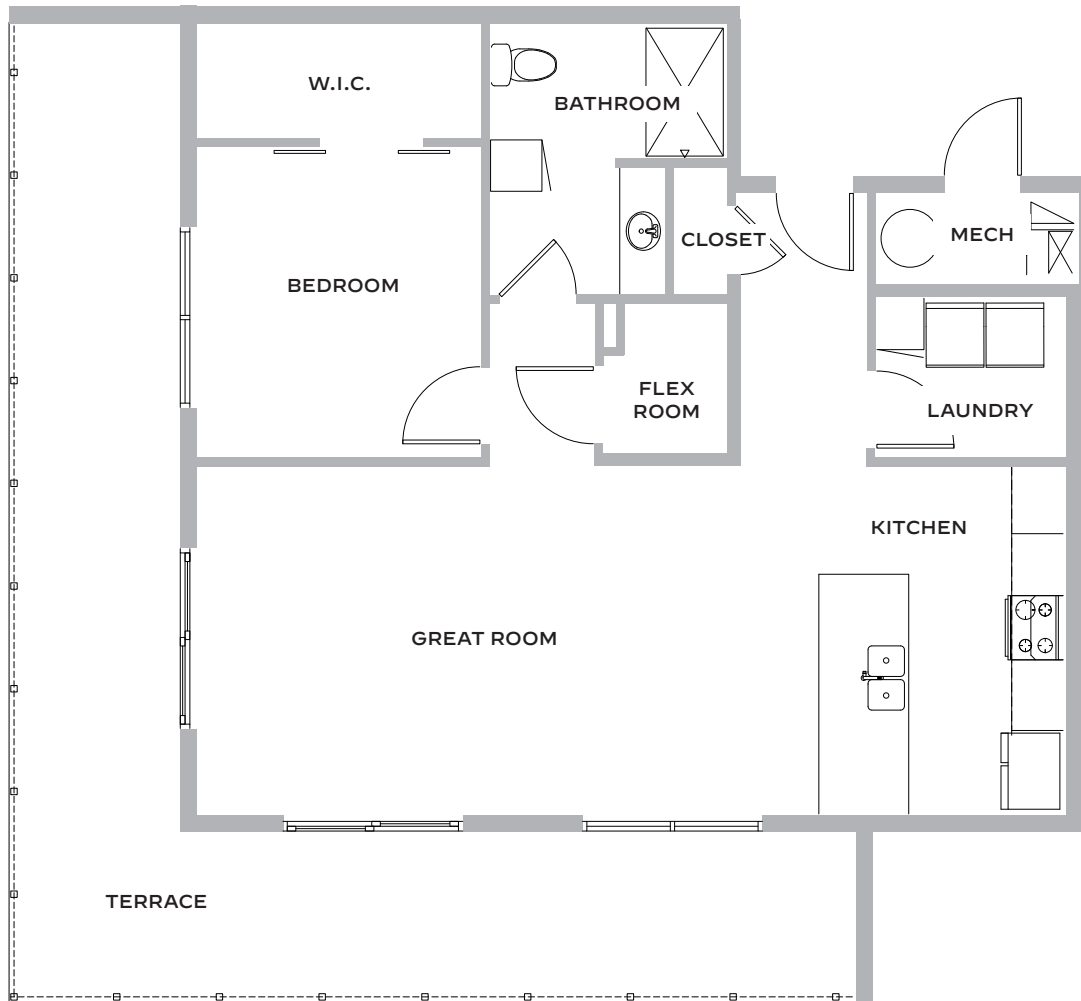 W.I.C.
BATHROOM
CLOSET
MECH
BEDROOM
FLEX
ROOM
LAUNDRY
KITCHEN
GREAT ROOM
TERRACE